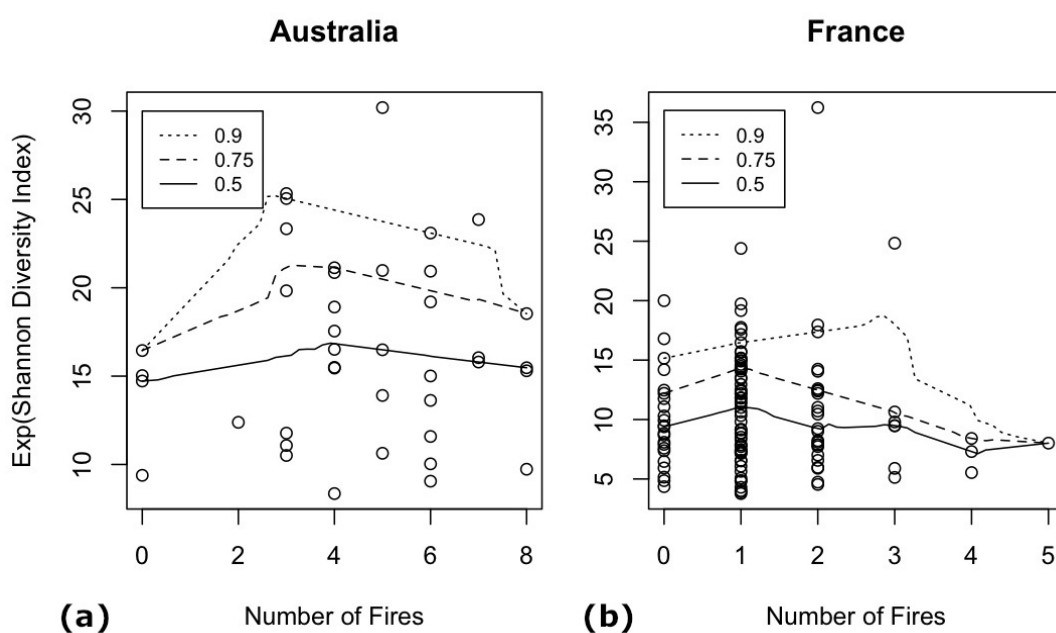 Australia
Exp(Shannon Diversity Index)
30
25
20
15
10
0.9
0.75
0.5
0 2 4 6 8
(a) Number of Fires
France
35
30
25
20
15
10
5
0.9
0.75
0.5
0 1 2 3 4 5
(b) Number of Fires